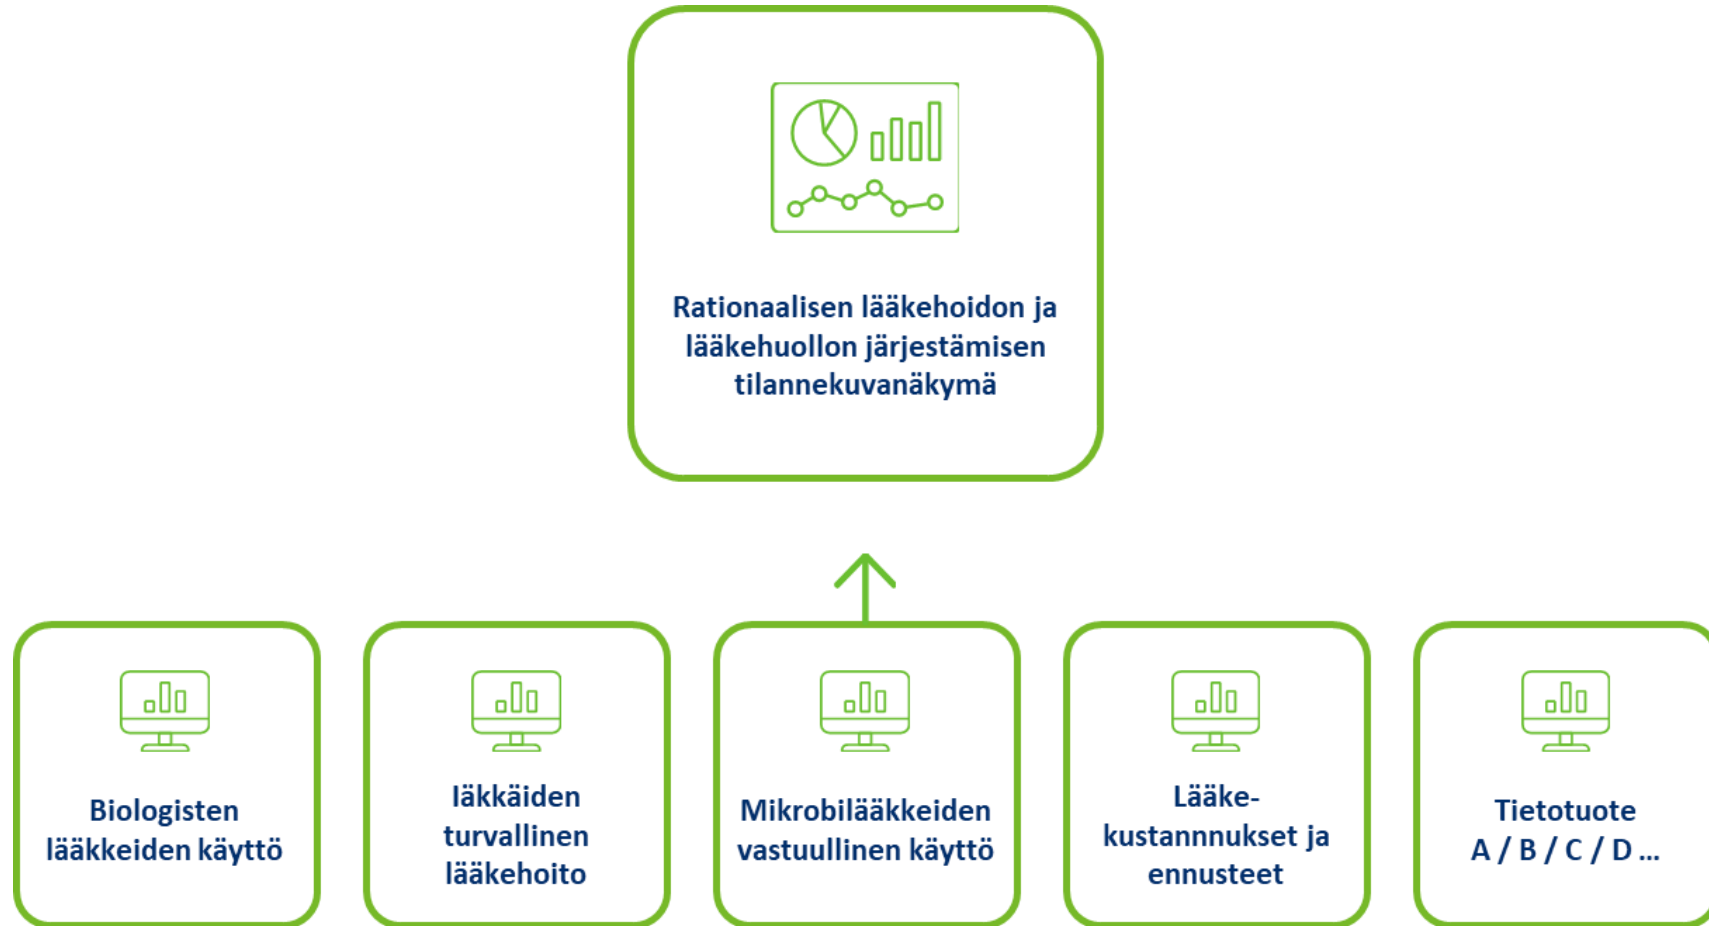 Rationaalisen lääkehoidon ja
lääkehuollon järjestämisen
tilannekuvanäkymä
Biologisten
lääkkeiden käyttö
Iäkkäiden
turvallinen
lääkehoito
Mikrobilääkkeiden
vastuullinen käyttö
Lääke-
kustannnukset ja
ennusteet
Tietotuote
A / B / C / D ...